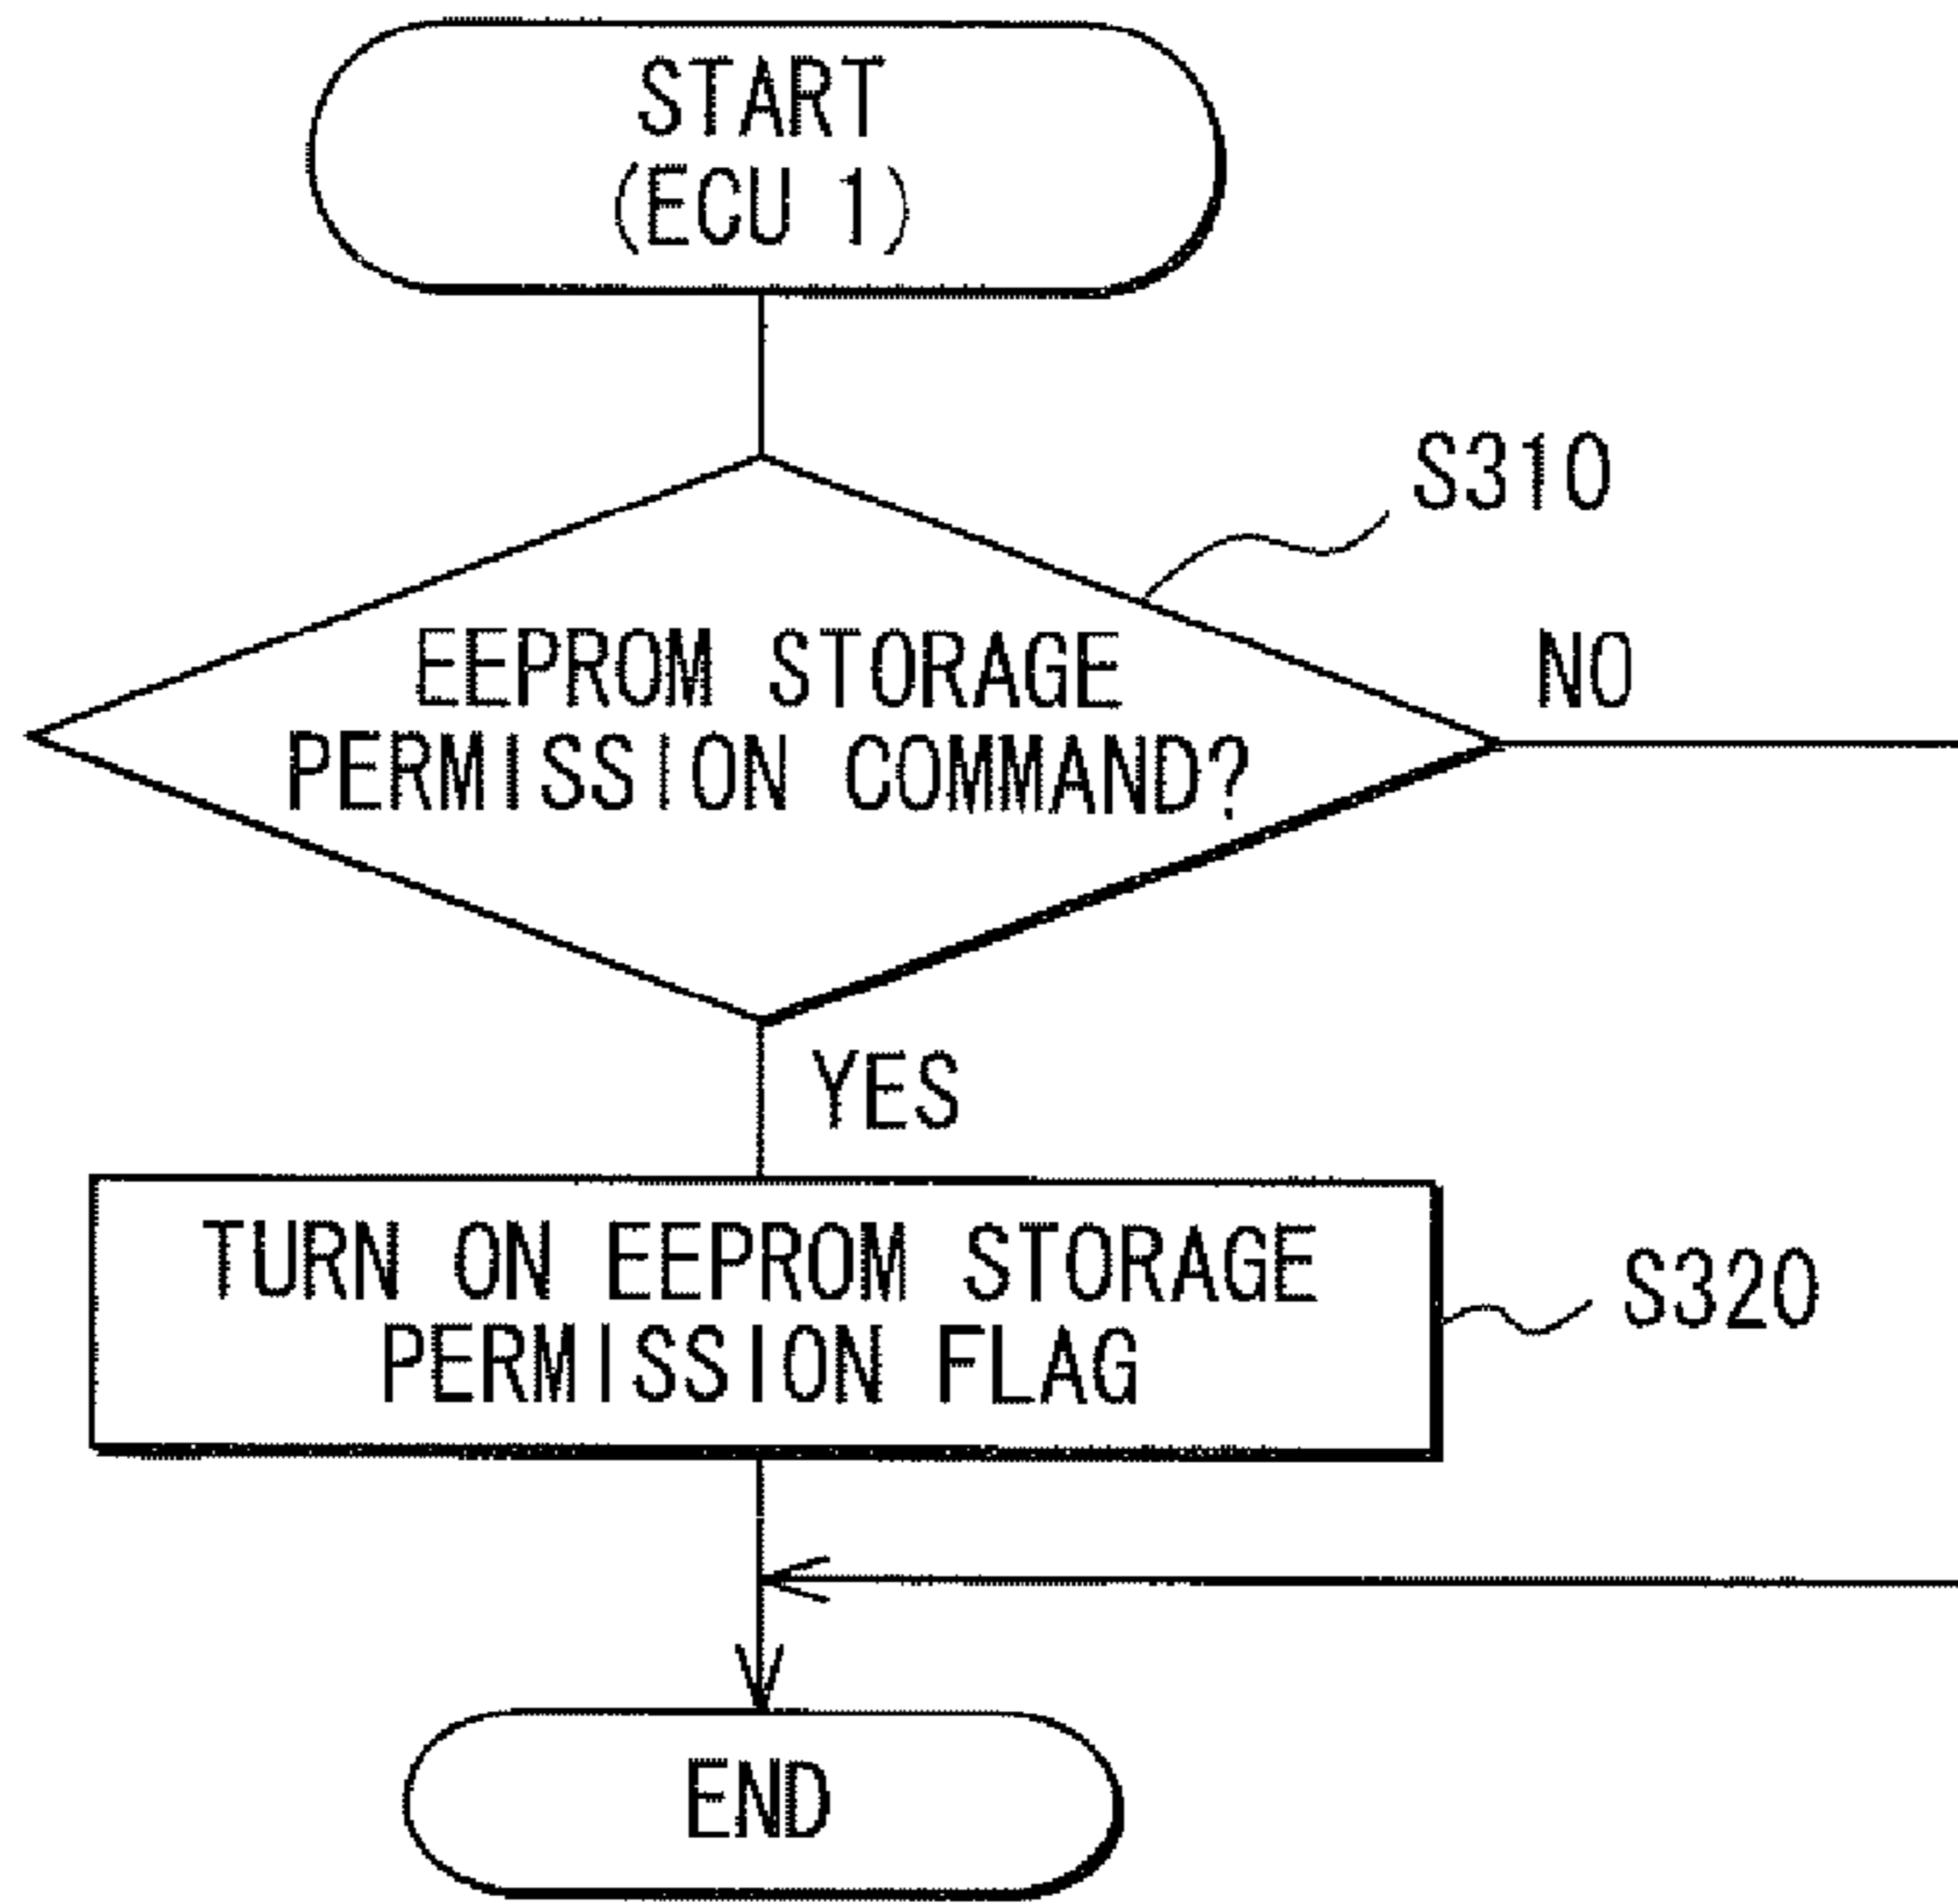 START
(ECU 1)
S310
EEPROM STORAGE
PERMISSION COMMAND?
NO
YES
TURN ON EEPROM STORAGE
PERMISSION FLAG
S320
END